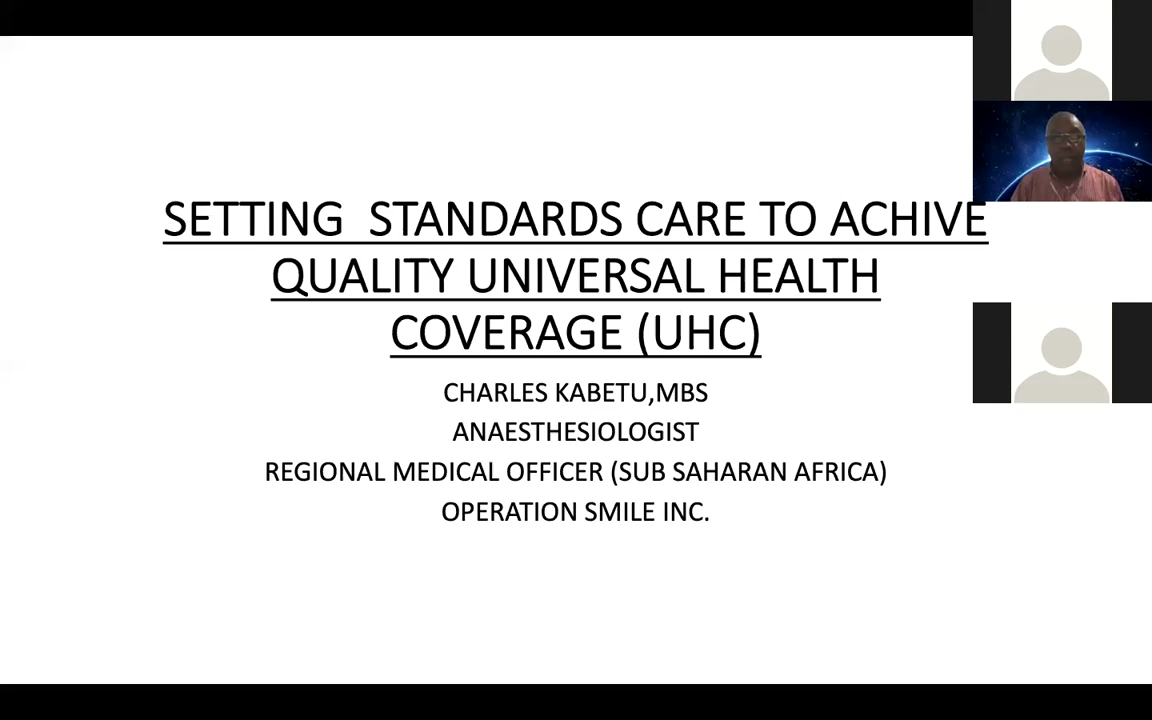 SETTING  STANDARDS CARE TO ACHIVE
QUALITY UNIVERSAL HEALTH
COVERAGE (UHC)
CHARLES KABETU,MBS
ANAESTHESIOLOGIST
REGIONAL MEDICAL OFFICER (SUB SAHARAN AFRICA)
OPERATION SMILE INC.